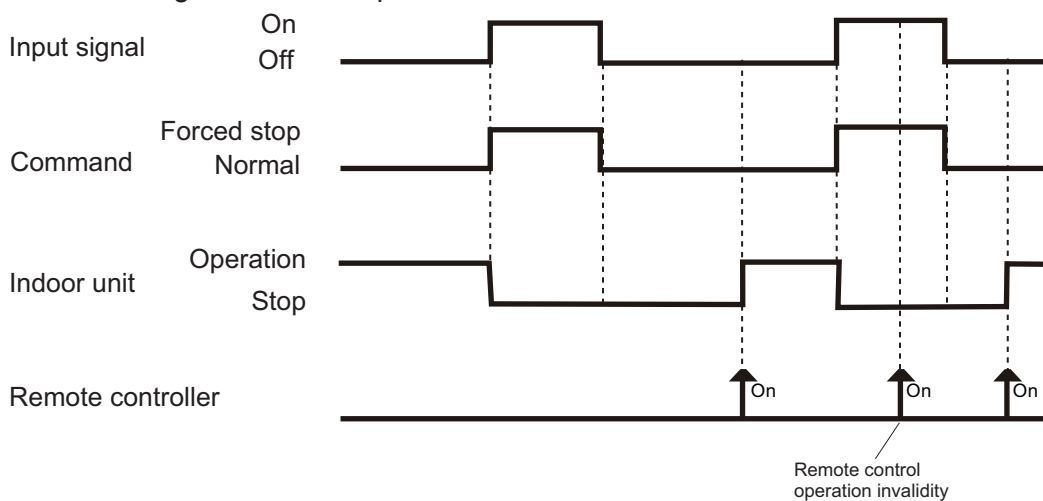 On
Input signal
Off
Forced stop
Command
Normal
Operation
Indoor unit
Stop
On
On
On
Remote controller
Remote control
operation invalidity